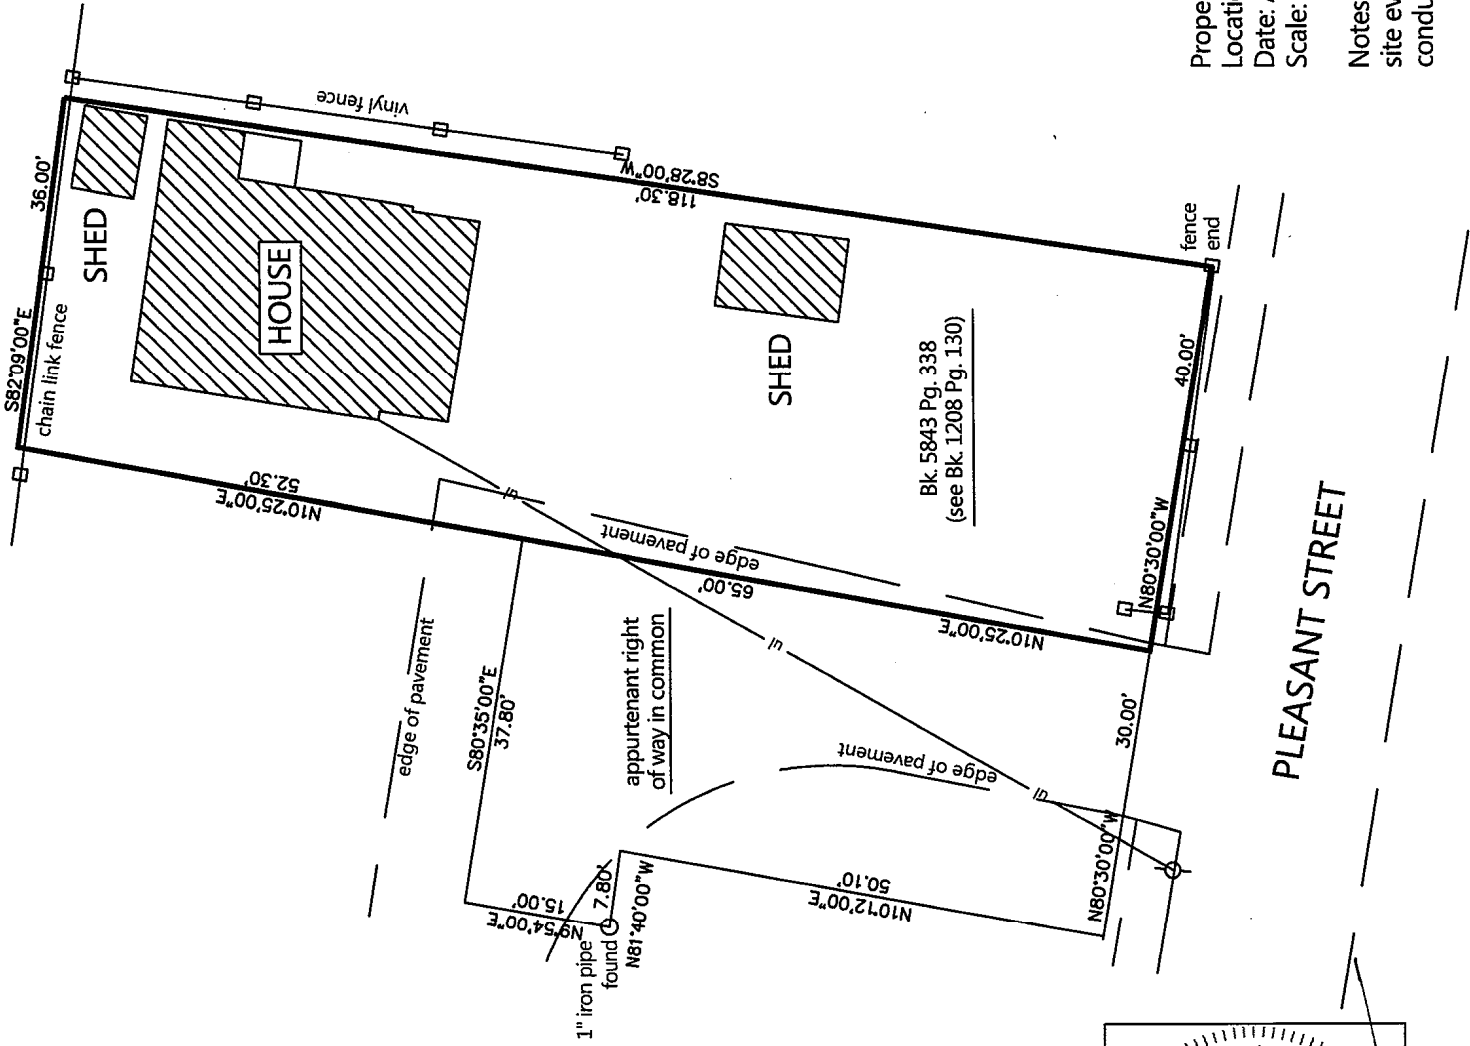 S82°09'00"E
36.00'
chain link fence
SHED
HOUSE
vinyl fence
S8°28'00"W
118.30'
N10°25'00"E
52.30'
SHED
Bk. 5843 Pg. 338
(see Bk. 1208 Pg. 130)
edge of pavement
65.00'
N10°25'00"E
fence
end
40.00'
N80°30'00"W
edge of pavement
S80°35'00"E
37.80'
appurtenant right
of way in common
edge of pavement
30.00'
N80°30'00"W
N10°12'00"E
50.10'
7.80'
N81°40'00"W
N9°54'00"E
15.00'
1" iron pipe
found
PLEASANT STREET
Prope
Locati
Date:
Scale:
Notes
site ev
condu